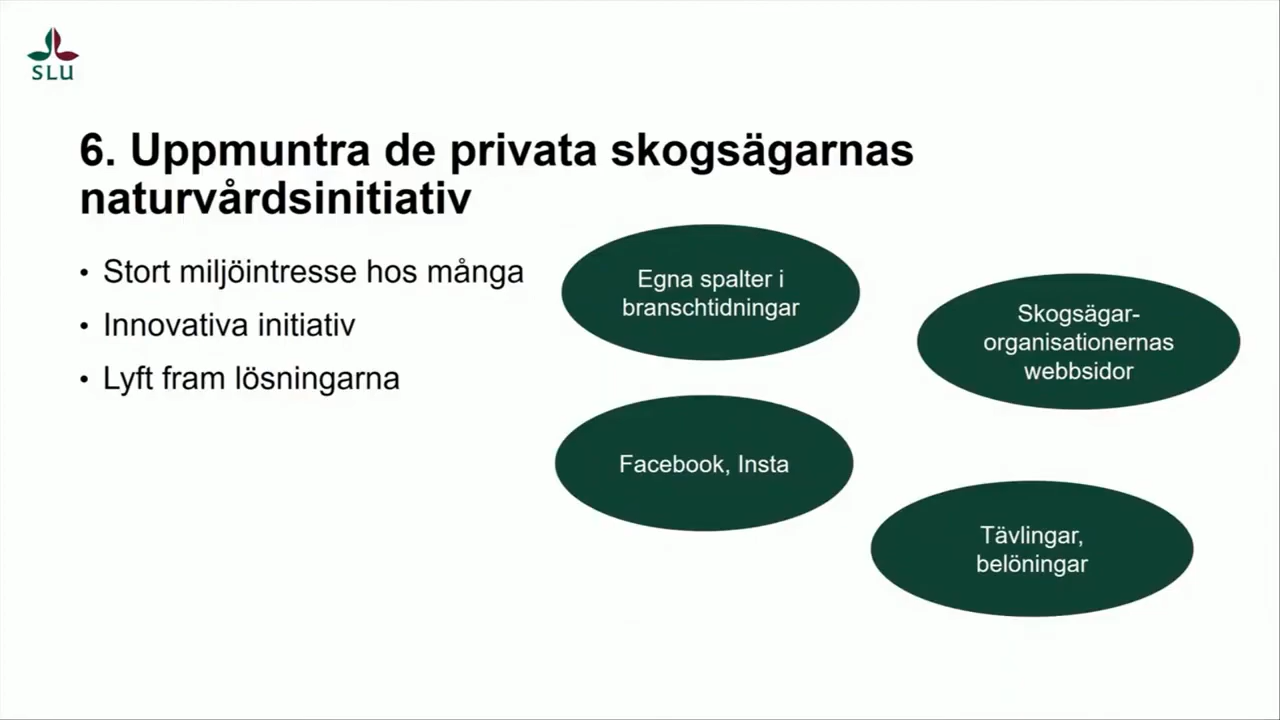 SLU
6. Uppmuntra de privata skogsägarnas
naturvårdsinitiativ
• Stort miljöintresse hos många
• Innovativa initiativ
• Lyft fram lösningarna
Egna spalter i
branschtidningar
Skogsägar-
organisationernas
webbsidor
Facebook, Insta
Tävlingar,
belöningar